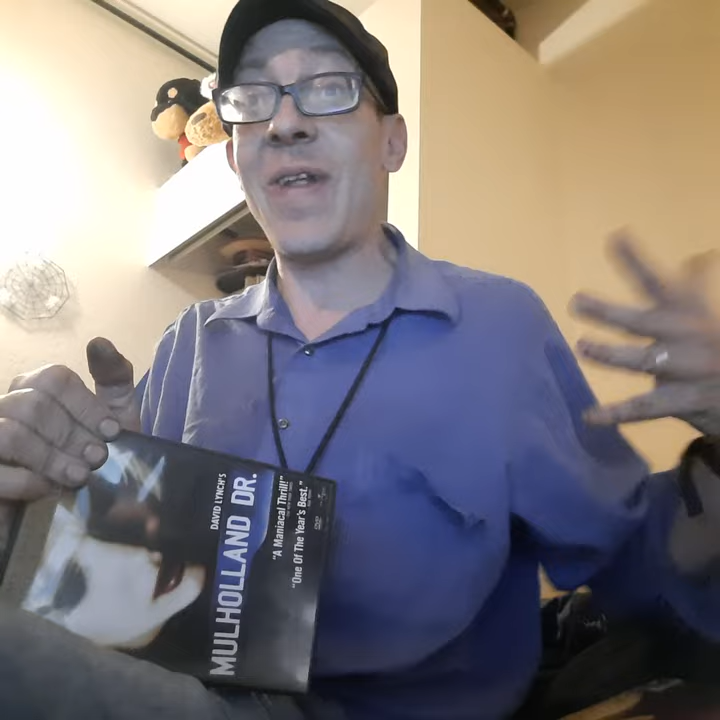 DAVID LYNCH'S
MULHOLLAND DR.
"A Maniacal Thrill!"
"One Of The Year's Best."